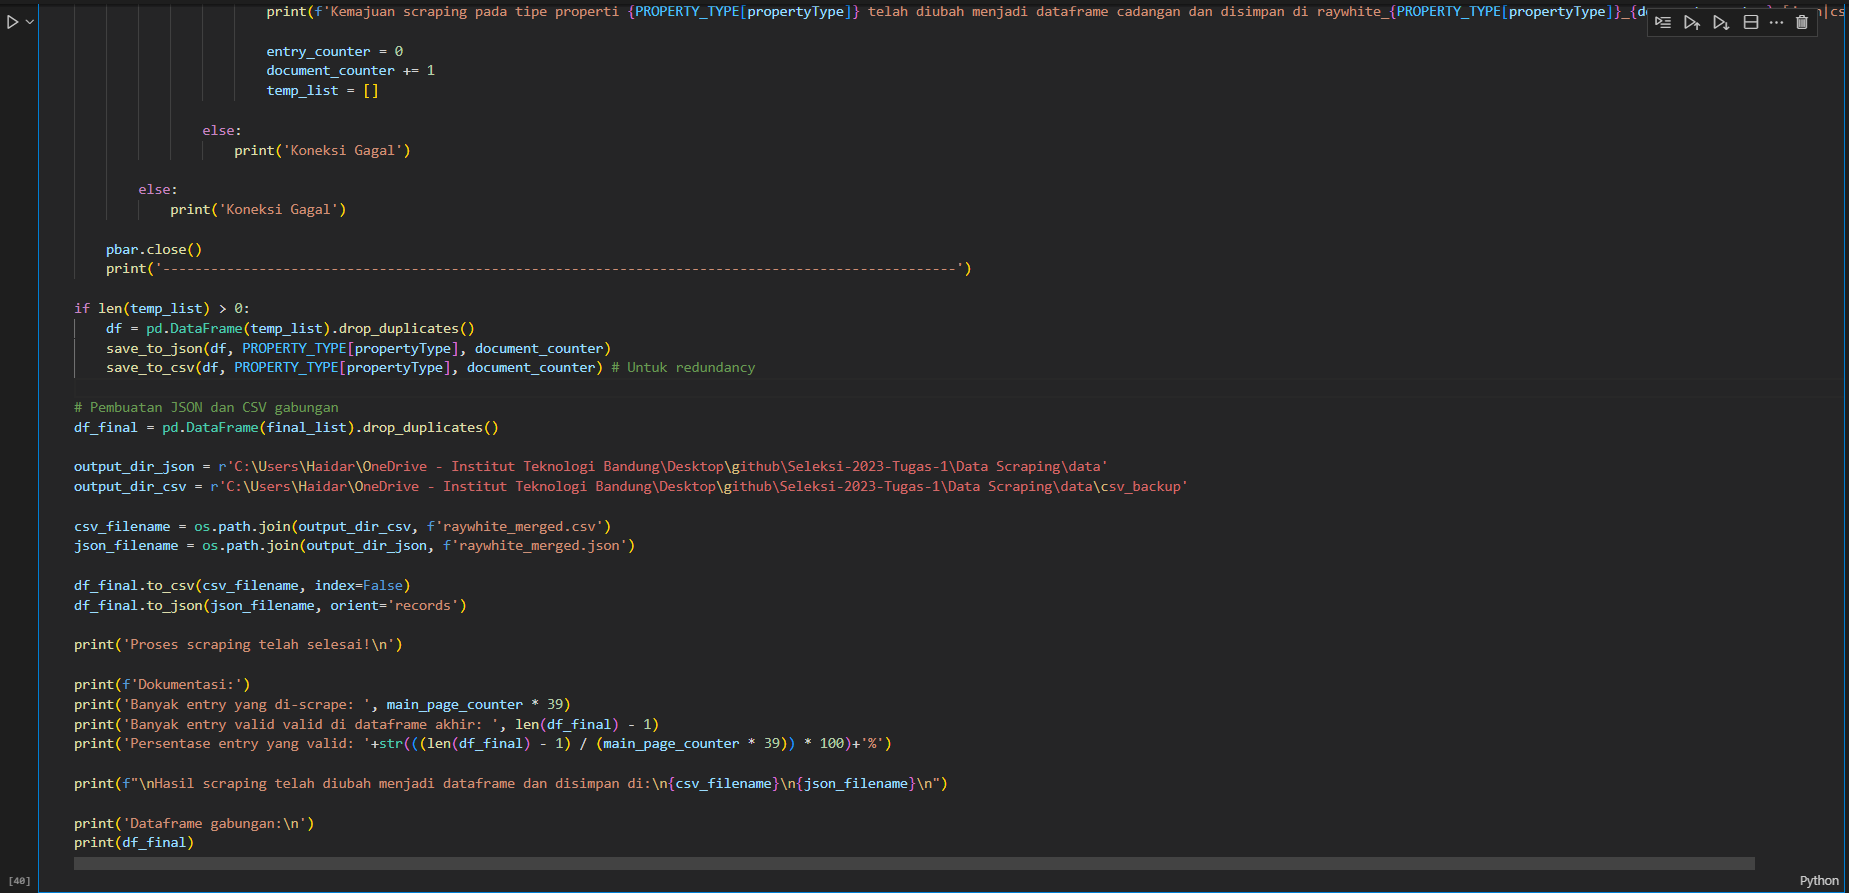 print(f'Kemajuan scraping pada tipe properti {PROPERTY_TYPE[propertyType]} telah diubah menjadi dataframe cadangan dan disimpan di raywhite_{PROPERTY_TYPE[propertyType]}_{
entry_counter = 0
document_counter += 1
temp_list = []
else:
print('Koneksi Gagal')
else:
print('Koneksi Gagal')
pbar.close()
print('---------------------------------------------------------------------------------------------------')
if len(temp_list) > 0:
df = pd.DataFrame(temp_list).drop_duplicates()
save_to_json(df, PROPERTY_TYPE[propertyType], document_counter)
save_to_csv(df, PROPERTY_TYPE[propertyType], document_counter) # Untuk redundancy
# Pembuatan JSON dan CSV gabungan
df_final = pd.DataFrame(final_list).drop_duplicates()
output_dir_json = r'C:\Users\Haidar\OneDrive - Institut Teknologi Bandung\Desktop\github\Seleksi-2023-Tugas-1\Data Scraping\data'
output_dir_csv = r'C:\Users\Haidar\OneDrive - Institut Teknologi Bandung\Desktop\github\Seleksi-2023-Tugas-1\Data Scraping\data\csv_backup'
csv_filename = os.path.join(output_dir_csv, f'raywhite_merged.csv')
json_filename = os.path.join(output_dir_json, f'raywhite_merged.json')
df_final.to_csv(csv_filename, index=False)
df_final.to_json(json_filename, orient='records')
print('Proses scraping telah selesai!\n')
print(f'Dokumentasi:')
print('Banyak entry yang di-scrape: ', main_page_counter * 39)
print('Banyak entry valid valid di dataframe akhir: ', len(df_final) - 1)
print('Persentase entry yang valid: '+str(((len(df_final) - 1) / (main_page_counter * 39)) * 100)+'%')
print(f"\nHasil scraping telah diubah menjadi dataframe dan disimpan di:\n{csv_filename}\n{json_filename}\n")
print('Dataframe gabungan:\n')
print(df_final)
[40]
Python